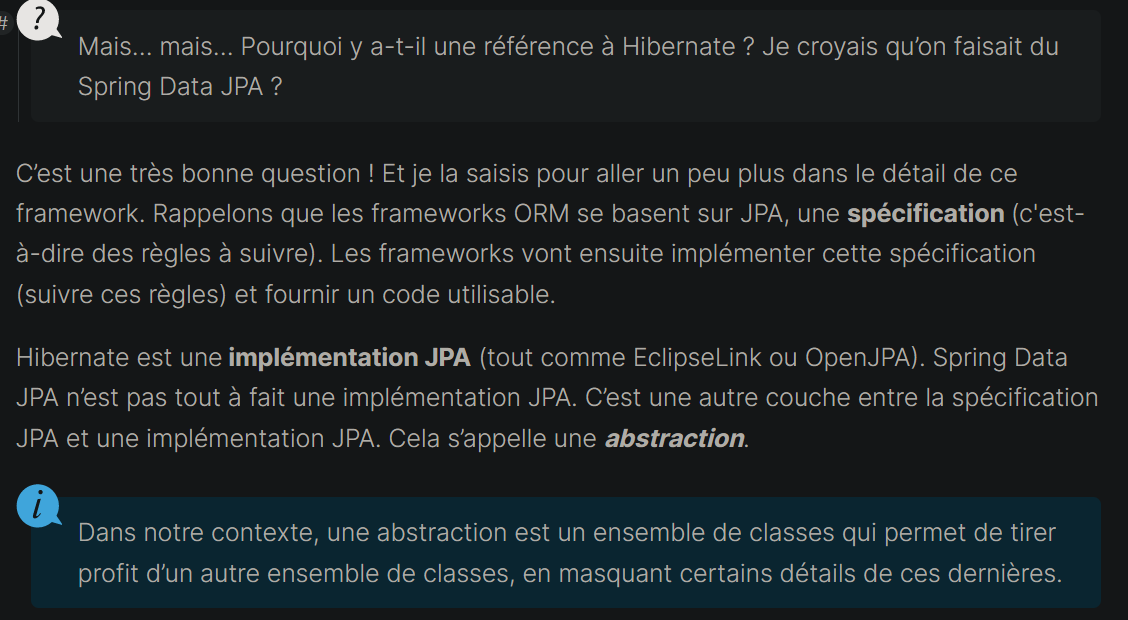 #
?
Mais... mais... Pourquoi y a-t-il une référence à Hibernate ? Je croyais qu’on faisait du
Spring Data JPA ?
C’est une très bonne question ! Et je la saisis pour aller un peu plus dans le détail de ce
framework. Rappelons que les frameworks ORM se basent sur JPA, une spécification (c'est-
à-dire des règles à suivre). Les frameworks vont ensuite implémenter cette spécification
(suivre ces règles) et fournir un code utilisable.
Hibernate est une implémentation JPA (tout comme EclipseLink ou OpenJPA). Spring Data
JPA n’est pas tout à fait une implémentation JPA. C’est une autre couche entre la spécification
JPA et une implémentation JPA. Cela s’appelle une abstraction.
i
Dans notre contexte, une abstraction est un ensemble de classes qui permet de tirer
profit d’un autre ensemble de classes, en masquant certains détails de ces dernières.